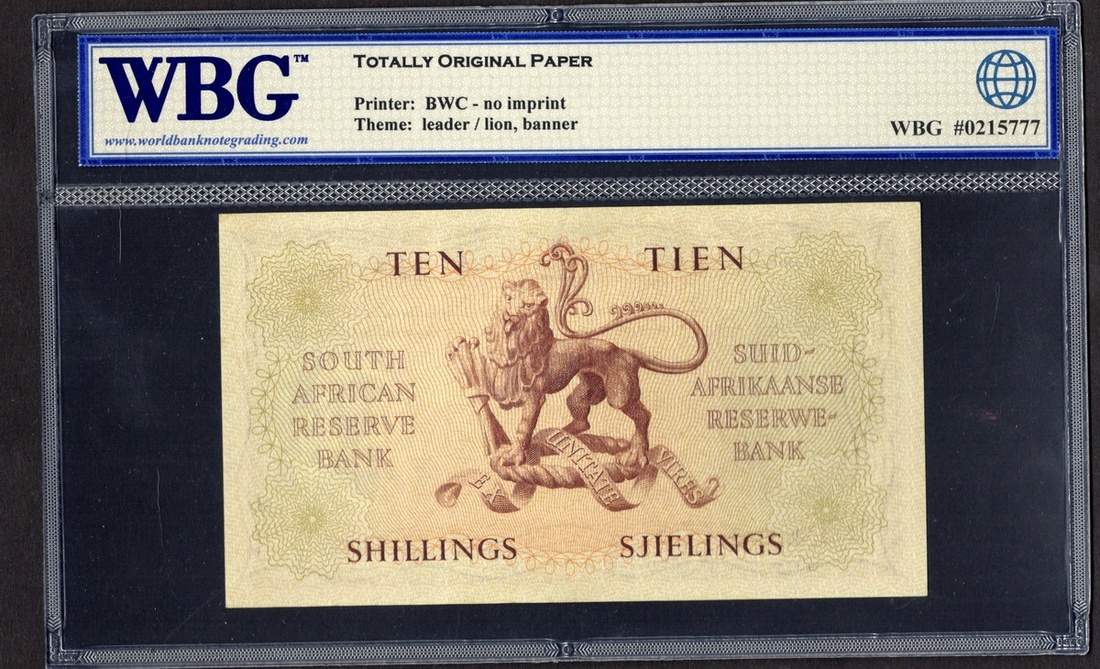 WBG™
www.worldbanknotegrading.com
TOTALLY ORIGINAL PAPER
Printer: BWC - no imprint
Theme: leader / lion, banner
WBG #0215777
TEN
TIEN
SOUTH
AFRICAN
RESERVE
BANK
SUID-
AFRIKAANSE
RESERWE-
BANK
EX
UNITATE
VIRES
SHILLINGS
SJIELINGS